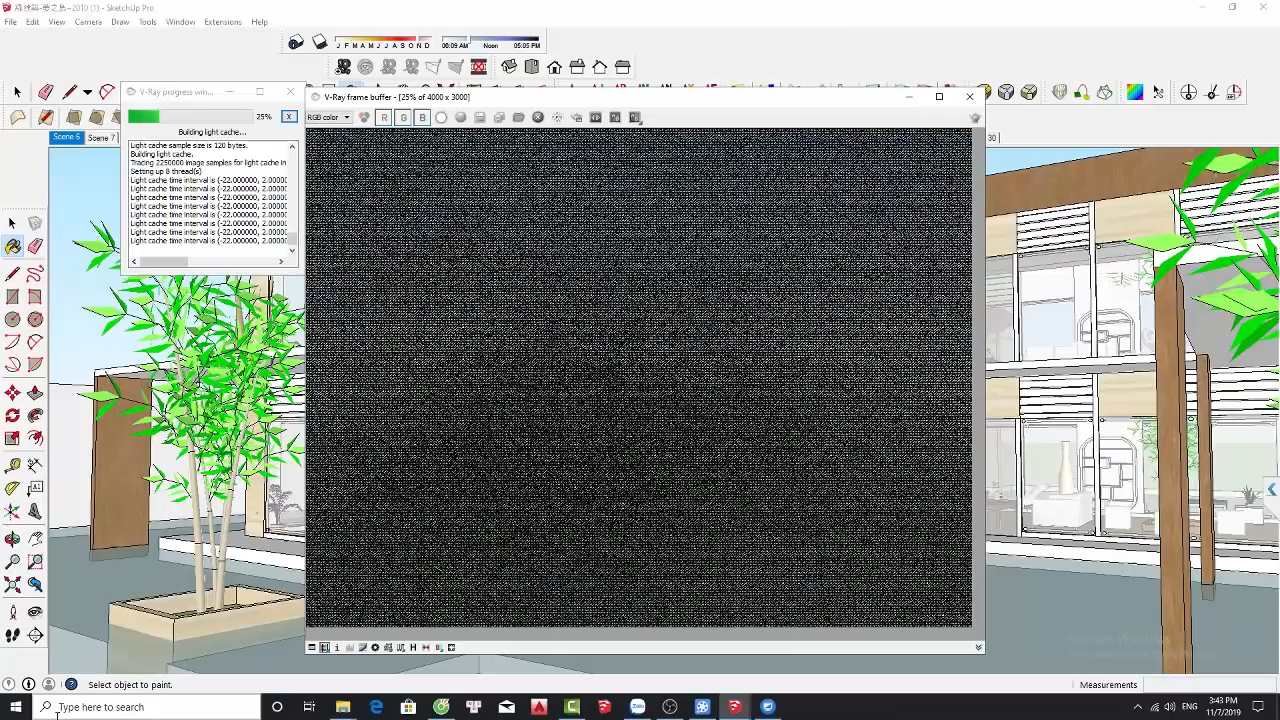 ~2010 (1) - SketchUp Pro
File Edit View Camera Draw Tools Window Extensions Help
J F M A M J J A S O N D
06:09 AM Noon 05:05 PM
V-Ray progress win...
25% X
Building light cache...
Light cache sample size is 120 bytes.
Building light cache.
Tracing 2250000 image samples for light cache in
Setting up 8 thread(s)
Light cache time interval is (-22.000000, 2.00000
Light cache time interval is (-22.000000, 2.00000
Light cache time interval is (-22.000000, 2.00000
Light cache time interval is (-22.000000, 2.00000
Light cache time interval is (-22.000000, 2.00000
Light cache time interval is (-22.000000, 2.00000
Light cache time interval is (-22.000000, 2.00000
Light cache time interval is (-22.000000, 2.00000
Scene 6 Scene 7
V-Ray frame buffer - [25% of 4000 x 3000]
RGB color R G B
H
30
A1
Select object to paint.
Measurements
Type here to search
Zalo
ENG
3:43 PM
11/7/2019